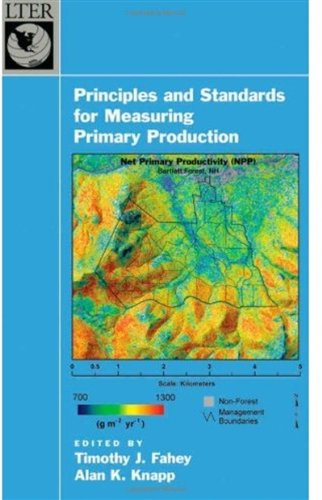 LTER
Principles and Standards
for Measuring
Primary Production
Net Primary Productivity (NPP)
Bartlett Forest, NH
0 0.5 1 2 3 4 5
Scale: Kilometers
700 1300
(g m⁻² yr⁻¹)
Non-Forest
Management
Boundaries
N
EDITED BY
Timothy J. Fahey
Alan K. Knapp